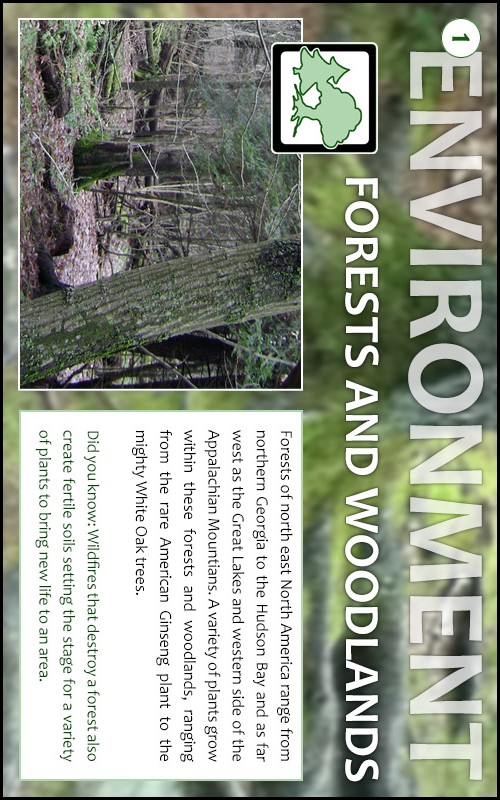 1
ENVIRONMENT
FORESTS AND WOODLANDS
Forests of north east North America range from
northern Georgia to the Hudson Bay and as far
west as the Great Lakes and western side of the
Appalachian Mountians. A variety of plants grow
within these forests and woodlands, ranging
from the rare American Ginseng plant to the
mighty White Oak trees.
Did you know: Wildfires that destroy a forest also
create fertile soils setting the stage for a variety
of plants to bring new life to an area.